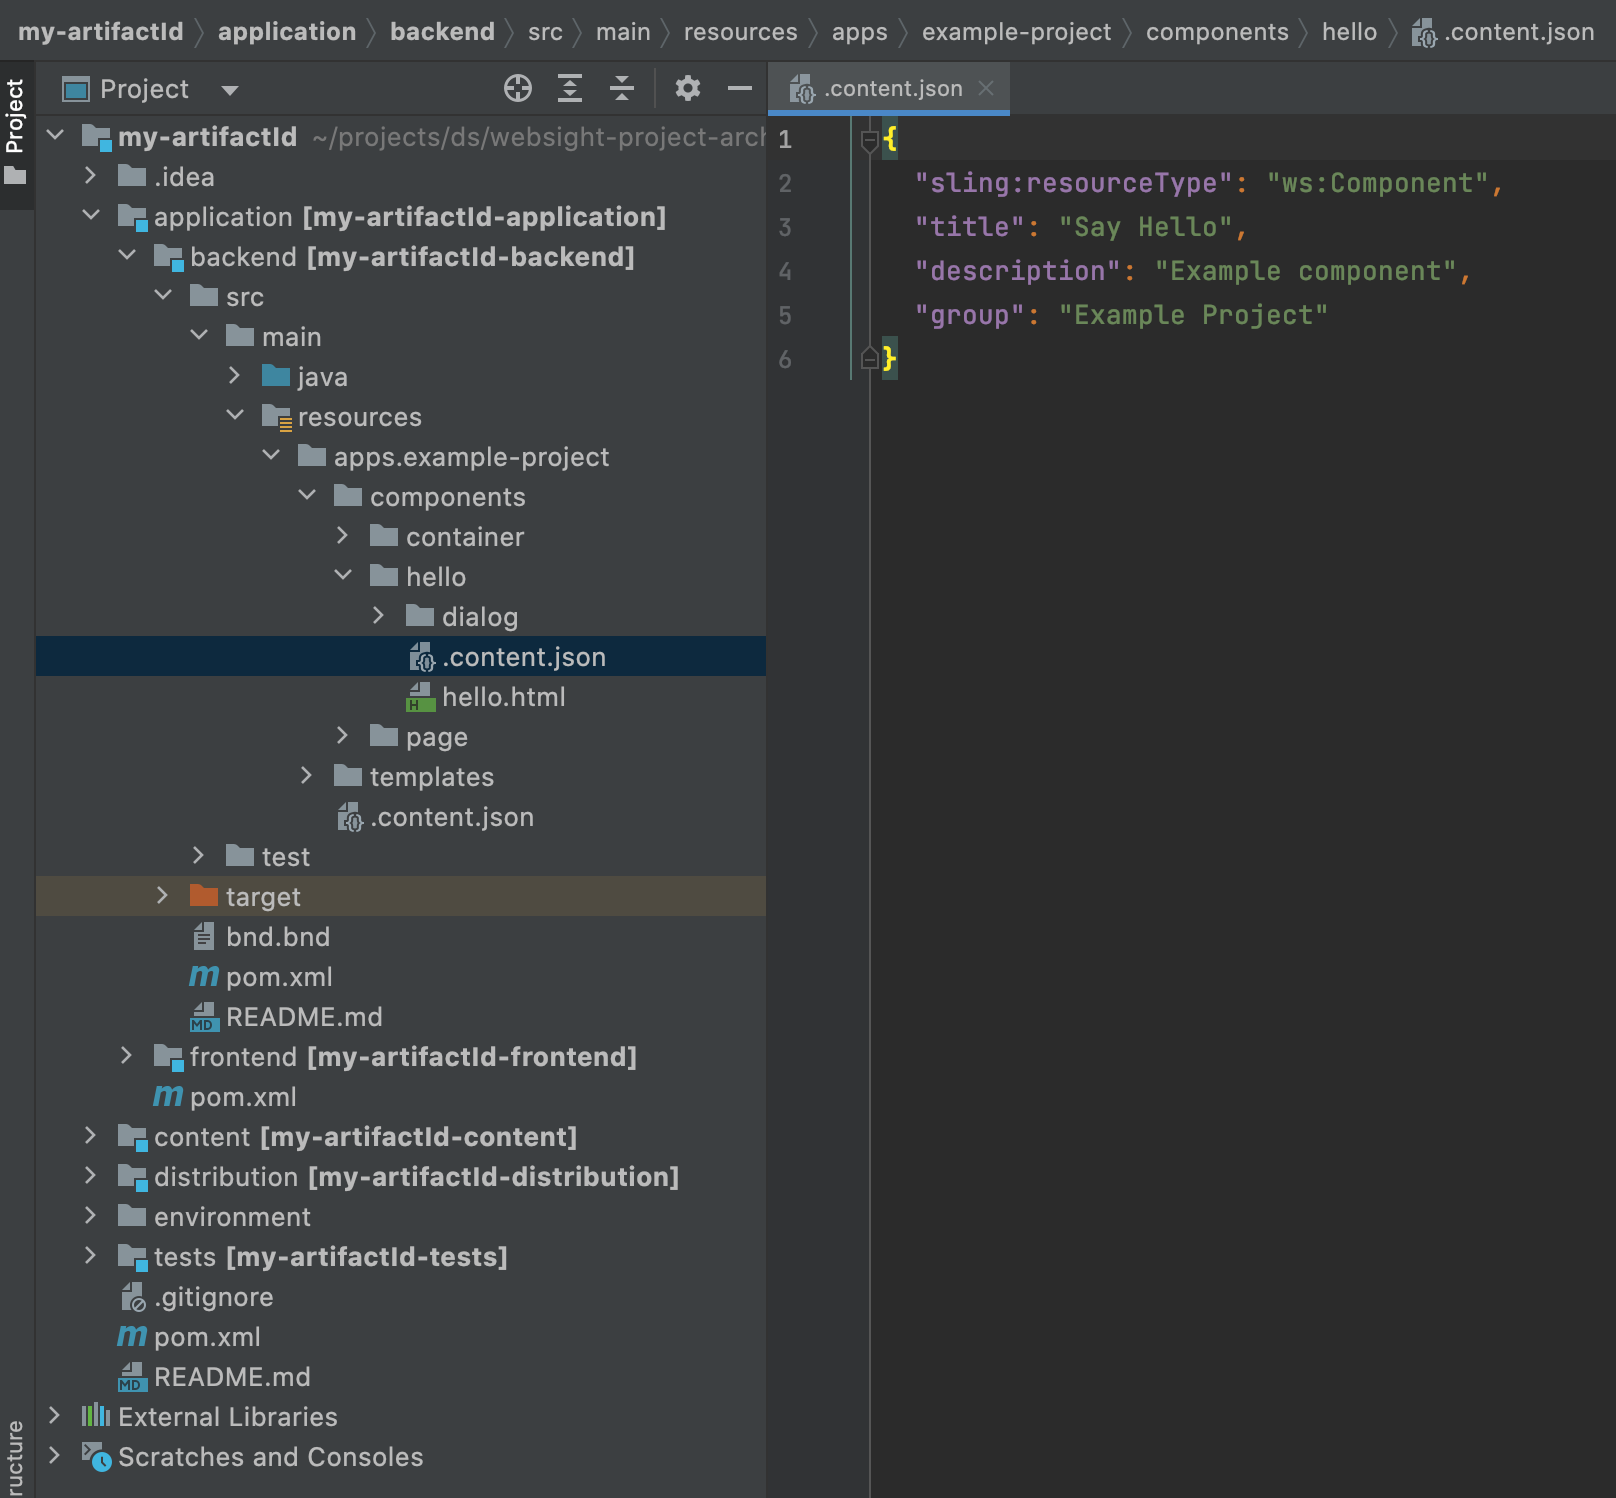 my-artifactId application backend src main resources apps example-project components hello .content.json
Project
Project
.content.json
my-artifactId ~/projects/ds/websight-project-arch
.idea
application [my-artifactId-application]
backend [my-artifactId-backend]
src
main
java
resources
apps.example-project
components
container
hello
dialog
.content.json
hello.html
page
templates
.content.json
test
target
bnd.bnd
pom.xml
README.md
frontend [my-artifactId-frontend]
pom.xml
content [my-artifactId-content]
distribution [my-artifactId-distribution]
environment
tests [my-artifactId-tests]
.gitignore
pom.xml
README.md
External Libraries
Scratches and Consoles
ructure
1 {
2 "sling:resourceType": "ws:Component",
3 "title": "Say Hello",
4 "description": "Example component",
5 "group": "Example Project"
6 }